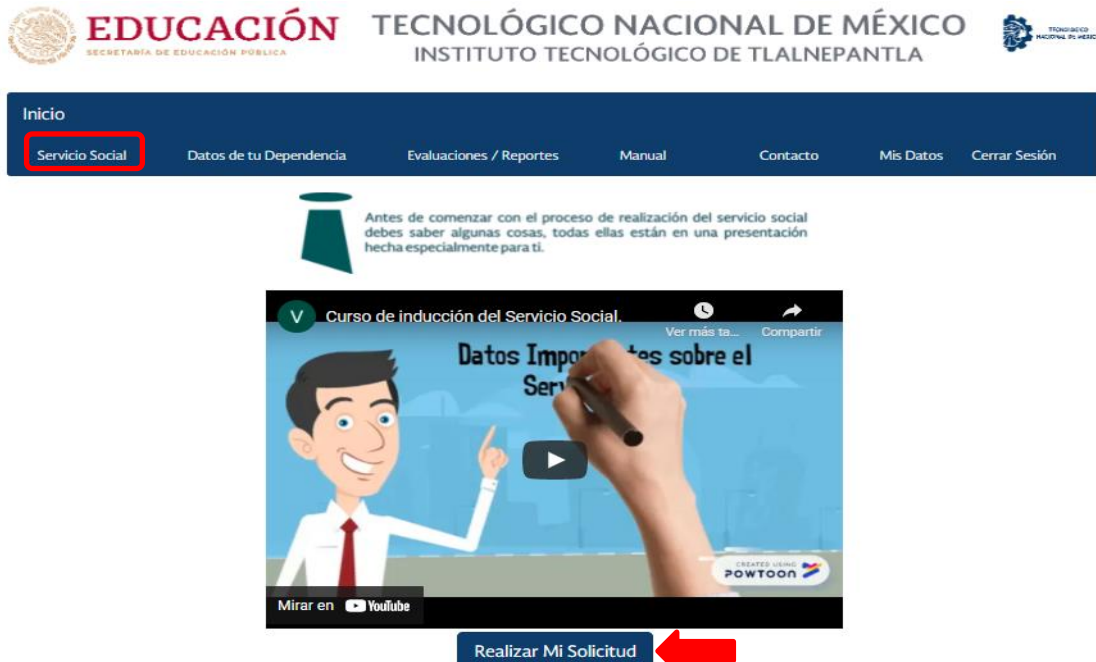 EDUCACIÓN
SECRETARÍA DE EDUCACIÓN PÚBLICA
TECNOLÓGICO NACIONAL DE MÉXICO
INSTITUTO TECNOLÓGICO DE TLALNEPANTLA
TECNOLÓGICO
NACIONAL DE MÉXICO
Inicio
Servicio Social Datos de tu Dependencia Evaluaciones / Reportes Manual Contacto Mis Datos Cerrar Sesión
Antes de comenzar con el proceso de realización del servicio social
debes saber algunas cosas, todas ellas están en una presentación
hecha especialmente para ti.
V Curso de inducción del Servicio Social.
Ver más ta... Compartir
Datos Impo tes sobre el
Ser
CREATED USING
POWTOON
Mirar en YouTube
Realizar Mi Solicitud